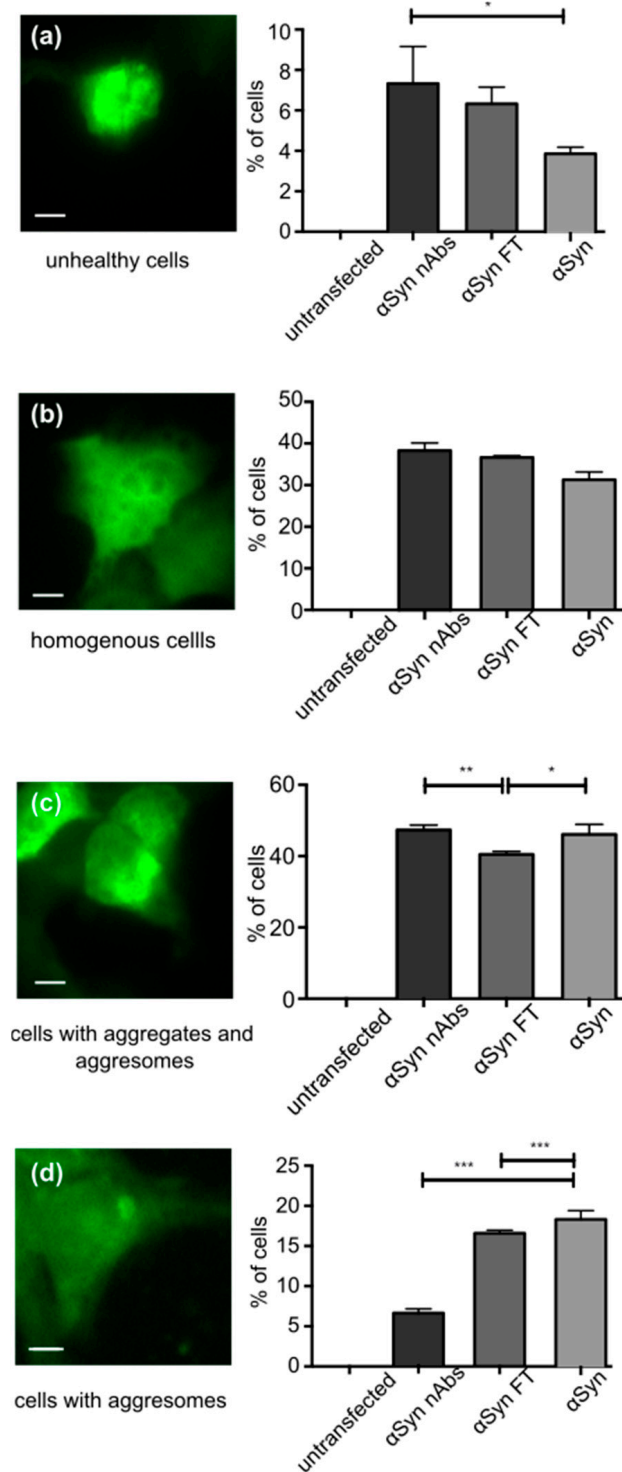 (a)
*
10
8
6
4
2
0
% of cells
untransfected
αSyn nAbs
αSyn FT
αSyn
unhealthy cells
(b)
50
40
30
20
10
0
% of cells
untransfected
αSyn nAbs
αSyn FT
αSyn
homogenous cellls
(c)
**
*
60
40
20
0
% of cells
untransfected
αSyn nAbs
αSyn FT
αSyn
cells with aggregates and
aggresomes
(d)
***
***
25
20
15
10
5
0
% of cells
untransfected
αSyn nAbs
αSyn FT
αSyn
cells with aggresomes